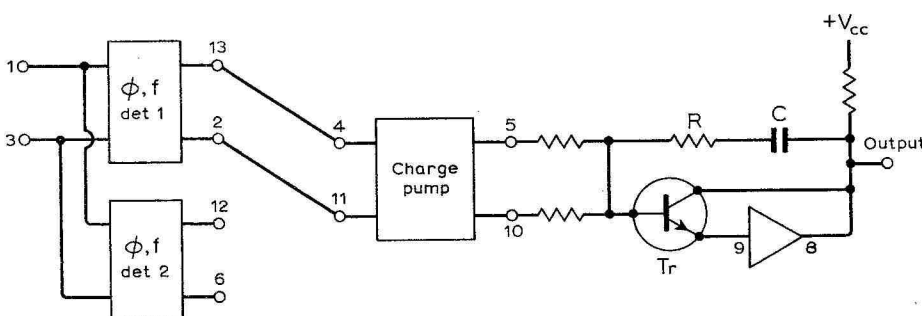 +Vcc
1
3
ϕ, f
det 1
13
2
ϕ, f
det 2
12
6
4
11
Charge
pump
5
10
R
C
Output
Tr
9
8